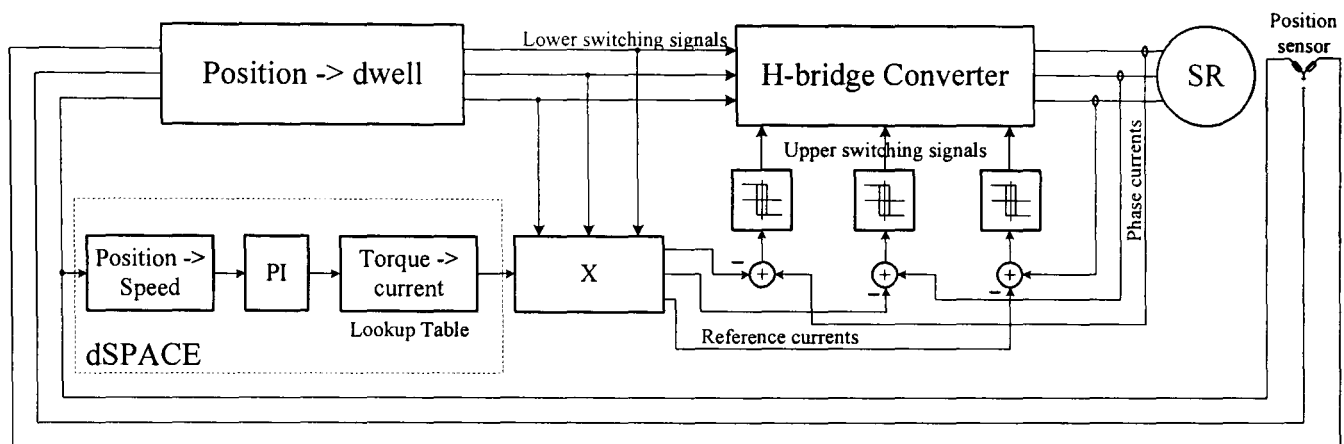 Position
sensor
Lower switching signals
Position -> dwell
H-bridge Converter
SR
Upper switching signals
Phase currents
Position ->
Speed
PI
Torque ->
current
Lookup Table
X
+
+
+
−
−
−
Reference currents
dSPACE